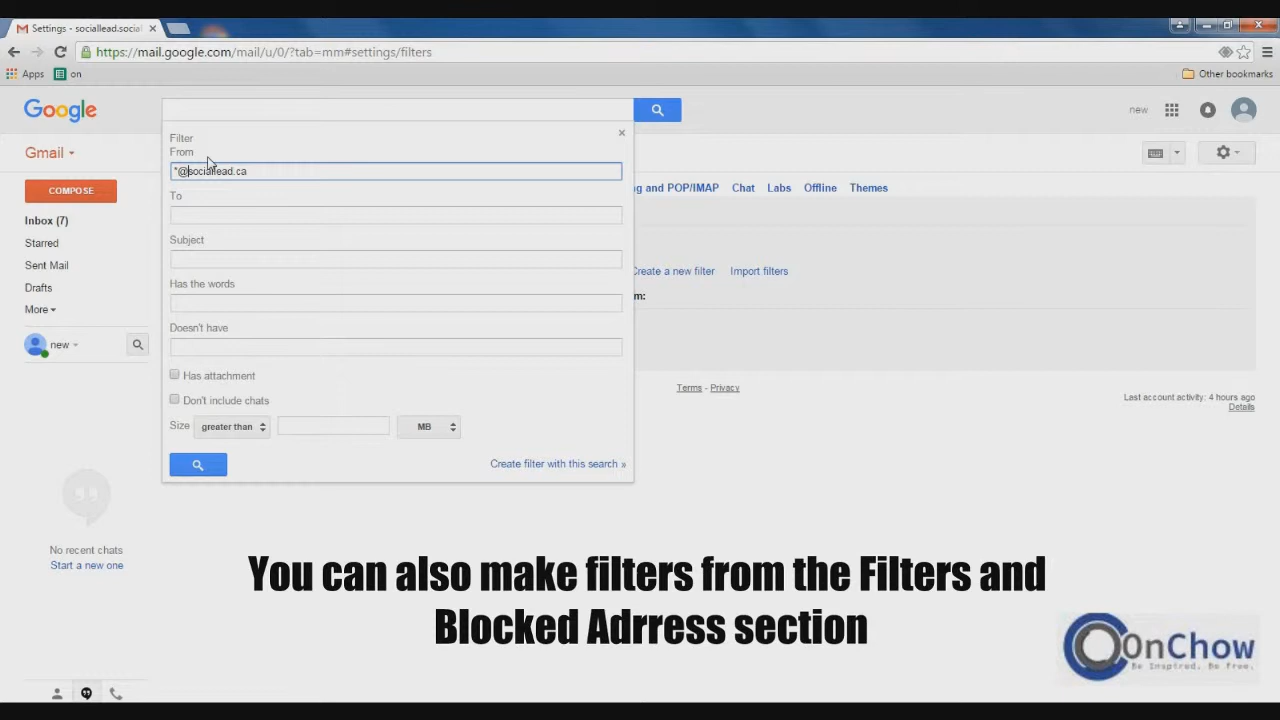 Settings - sociallead.social
https://mail.google.com/mail/u/0/?tab=mm#settings/filters
Apps on Other bookmarks
Google new
Filter
From
Gmail
*@sociallead.ca
COMPOSE ng and POP/IMAP Chat Labs Offline Themes
To
Inbox (7)
Starred Subject
Sent Mail
Drafts Has the words Create a new filter Import filters
More m:
Doesn't have
new
Has attachment Terms - Privacy
Don't include chats Last account activity: 4 hours ago
Details
Size greater than MB
Create filter with this search »
No recent chats
Start a new one
You can also make filters from the Filters and
Blocked Adrress section
OnChow
Be Inspired. Be Free.